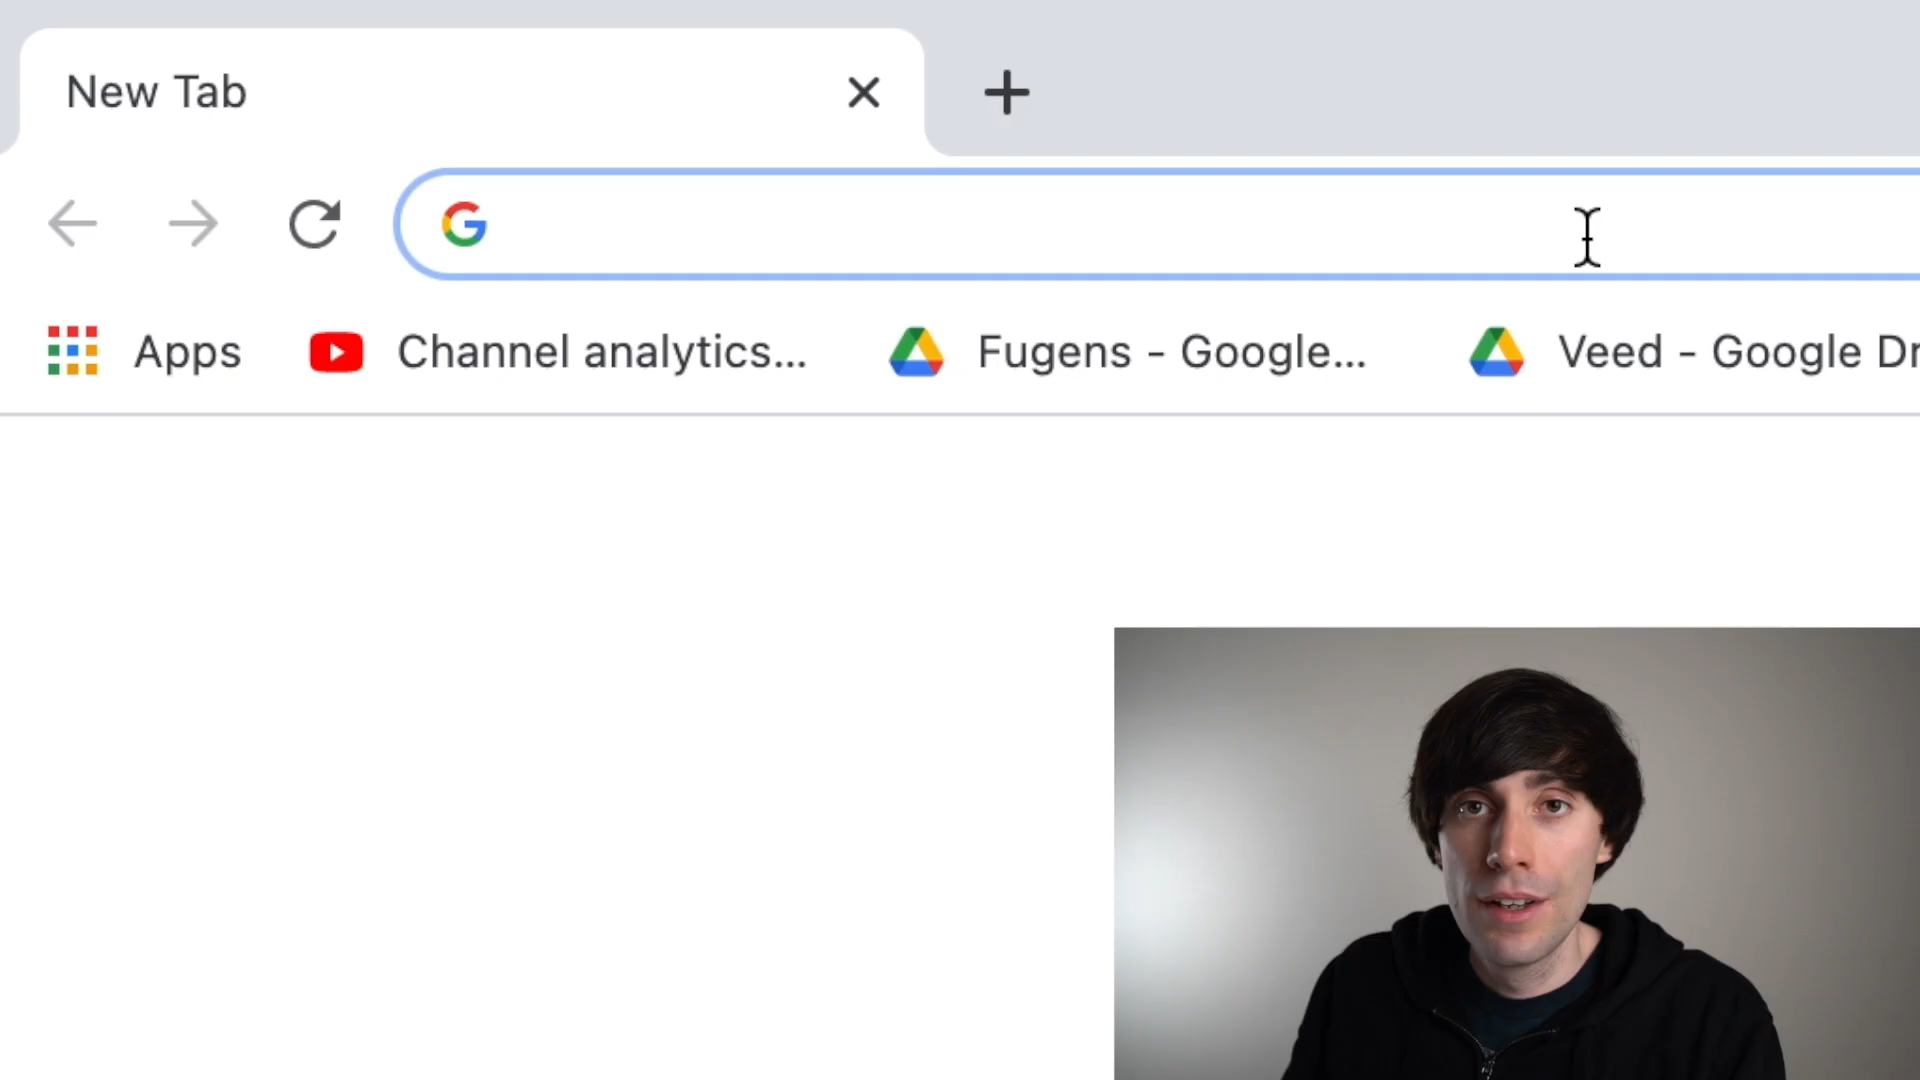 New Tab
Apps
Channel analytics...
Fugens - Google...
Veed - Google Dr